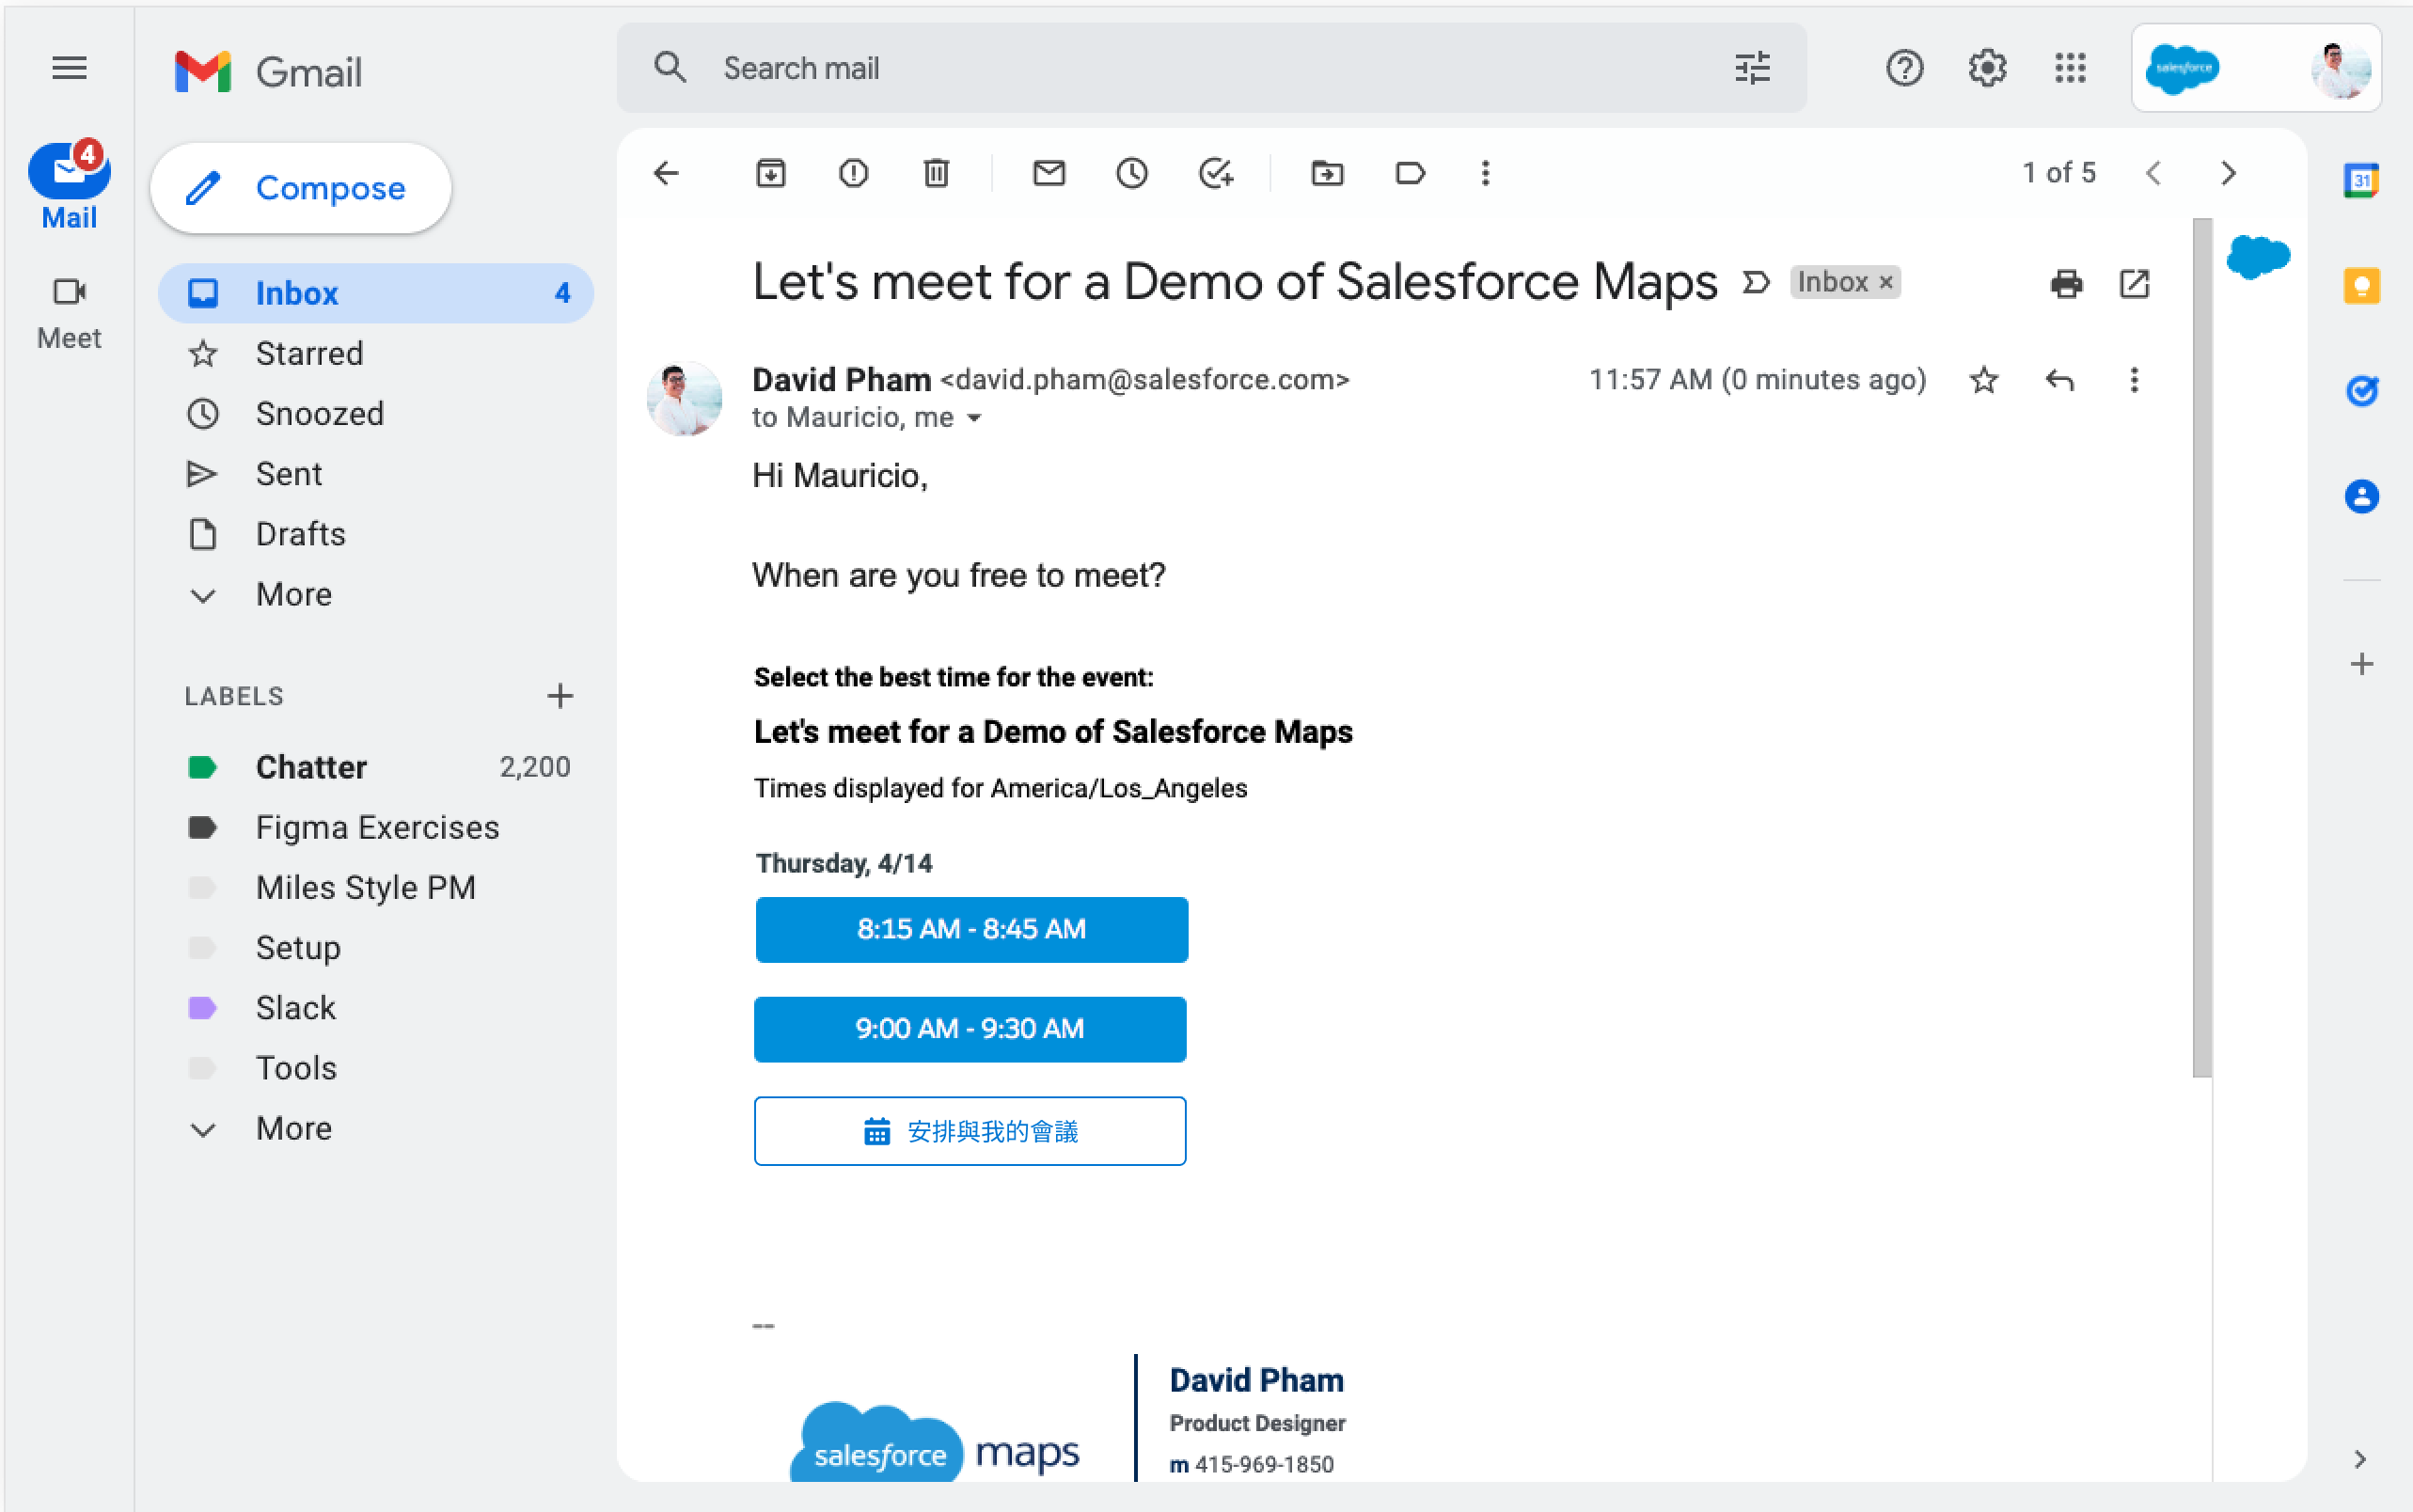 Gmail
Search mail
salesforce
4
Mail
Meet
Compose
Inbox 4
Starred
Snoozed
Sent
Drafts
More
LABELS
Chatter 2,200
Figma Exercises
Miles Style PM
Setup
Slack
Tools
More
1 of 5
31
Let's meet for a Demo of Salesforce Maps Inbox ×
David Pham <david.pham@salesforce.com> 11:57 AM (0 minutes ago)
to Mauricio, me
Hi Mauricio,
When are you free to meet?
Select the best time for the event:
Let's meet for a Demo of Salesforce Maps
Times displayed for America/Los_Angeles
Thursday, 4/14
8:15 AM - 8:45 AM
9:00 AM - 9:30 AM
安排與我的會議
--
salesforce maps
David Pham
Product Designer
m 415-969-1850